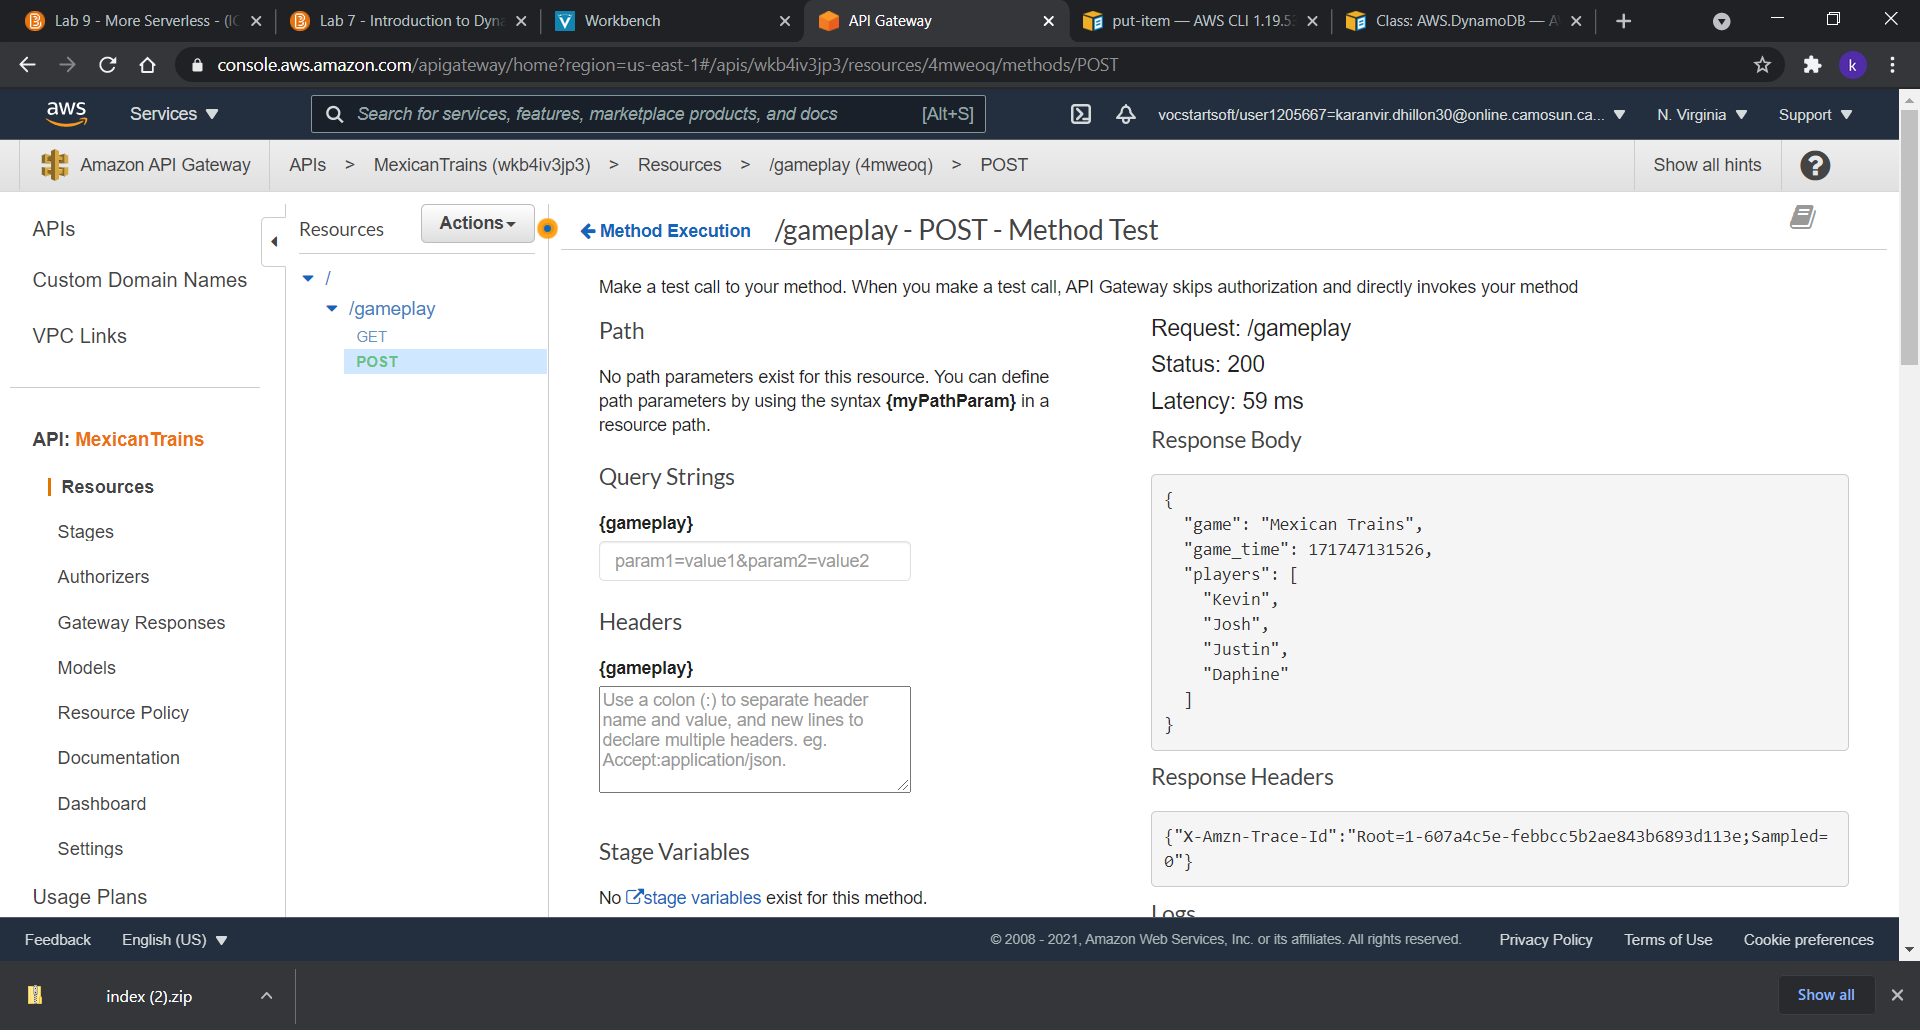 Lab 9 - More Serverless - (IC
Lab 7 - Introduction to Dyna
Workbench
API Gateway
put-item — AWS CLI 1.19.53
Class: AWS.DynamoDB — A
console.aws.amazon.com/apigateway/home?region=us-east-1#/apis/wkb4iv3jp3/resources/4mweoq/methods/POST
k
aws
Services
Search for services, features, marketplace products, and docs
[Alt+S]
vocstartsoft/user1205667=karanvir.dhillon30@online.camosun.ca...
N. Virginia
Support
Amazon API Gateway
APIs > MexicanTrains (wkb4iv3jp3) > Resources > /gameplay (4mweoq) > POST
Show all hints
?
APIs
Custom Domain Names
VPC Links
API: MexicanTrains
Resources
Stages
Authorizers
Gateway Responses
Models
Resource Policy
Documentation
Dashboard
Settings
Usage Plans
Resources
Actions
/
/gameplay
GET
POST
Method Execution
/gameplay - POST - Method Test
Make a test call to your method. When you make a test call, API Gateway skips authorization and directly invokes your method
Path
No path parameters exist for this resource. You can define
path parameters by using the syntax {myPathParam} in a
resource path.
Query Strings
{gameplay}
param1=value1&param2=value2
Headers
{gameplay}
Use a colon (:) to separate header
name and value, and new lines to
declare multiple headers. eg.
Accept:application/json.
Stage Variables
No stage variables exist for this method.
Request: /gameplay
Status: 200
Latency: 59 ms
Response Body
{
"game": "Mexican Trains",
"game_time": 171747131526,
"players": [
"Kevin",
"Josh",
"Justin",
"Daphine"
]
}
Response Headers
{"X-Amzn-Trace-Id":"Root=1-607a4c5e-febbcc5b2ae843b6893d113e;Sampled=
0"}
Logs
Feedback
English (US)
© 2008 - 2021, Amazon Web Services, Inc. or its affiliates. All rights reserved.
Privacy Policy
Terms of Use
Cookie preferences
index (2).zip
Show all